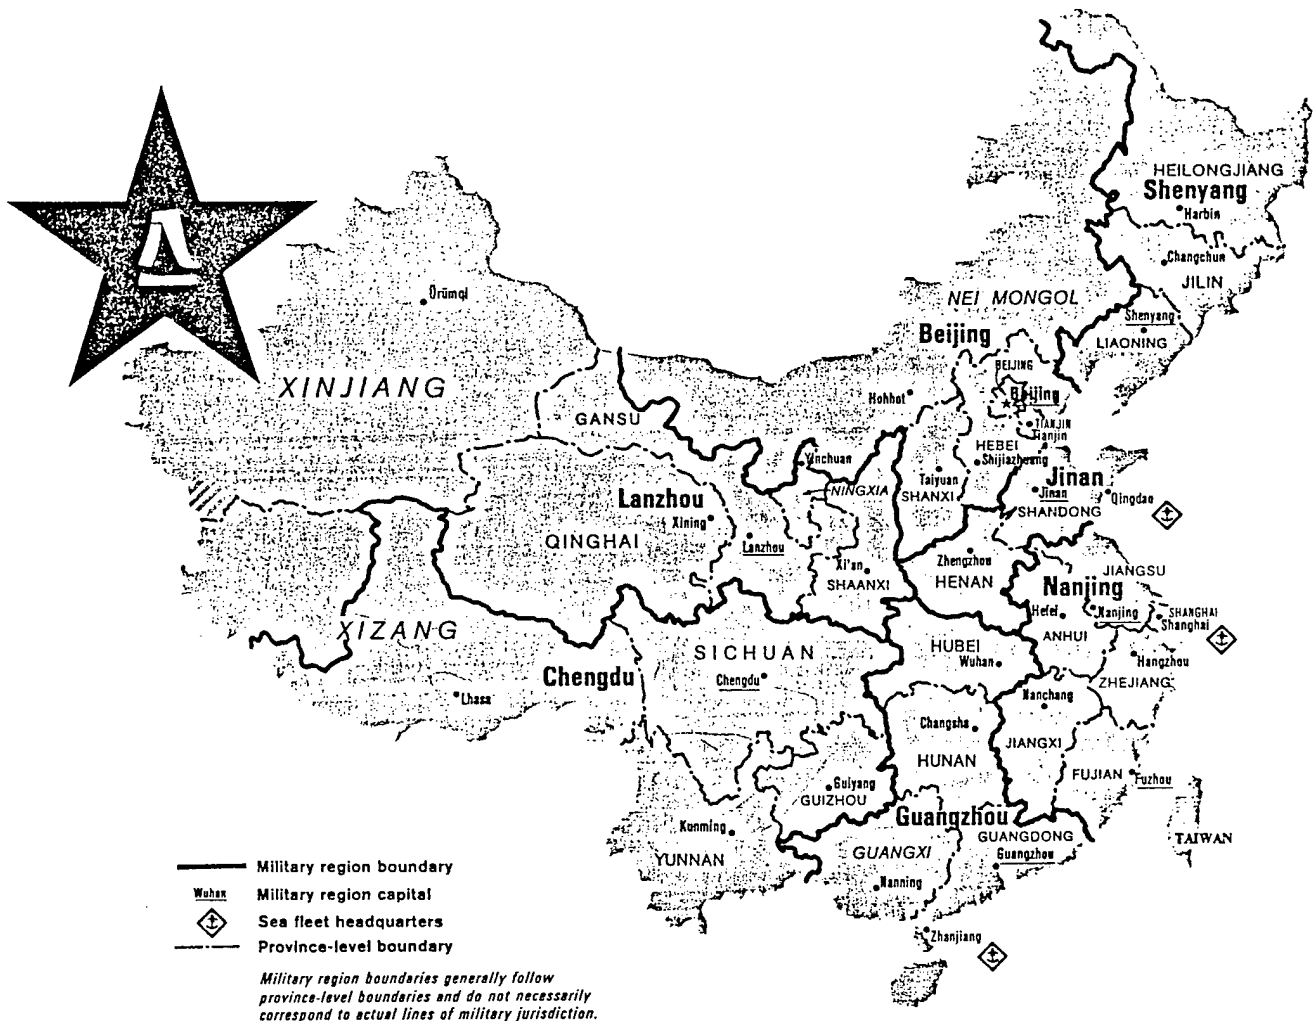 HEILONGJIANG
Shenyang
Harbin
Changchun
JILIN
Ürümqi
NEI MONGOL
Shenyang
LIAONING
Beijing
BEIJING
Beijing
XINJIANG
Hohhot
GANSU
TIANJIN
Tianjin
HEBEI
Shijiazhuang
Yinchuan
Taiyuan
SHANXI
NINGXIA
Jinan
Jinan
Qingdao
SHANDONG
Lanzhou
Xining
QINGHAI
Lanzhou
Xi'an
SHAANXI
Zhengzhou
HENAN
JIANGSU
Nanjing
Hefei
Nanjing
SHANGHAI
Shanghai
ANHUI
XIZANG
SICHUAN
HUBEI
Wuhan
Hangzhou
ZHEJIANG
Chengdu
Chengdu
Lhasa
Nanchang
Changsha
JIANGXI
HUNAN
FUJIAN
Fuzhou
Guiyang
GUIZHOU
Guangzhou
GUANGDONG
Guangzhou
TAIWAN
Kunming
YUNNAN
GUANGXI
Nanning
Zhanjiang
Military region boundary
Wuhan Military region capital
Sea fleet headquarters
Province-level boundary
Military region boundaries generally follow
province-level boundaries and do not necessarily
correspond to actual lines of military jurisdiction.